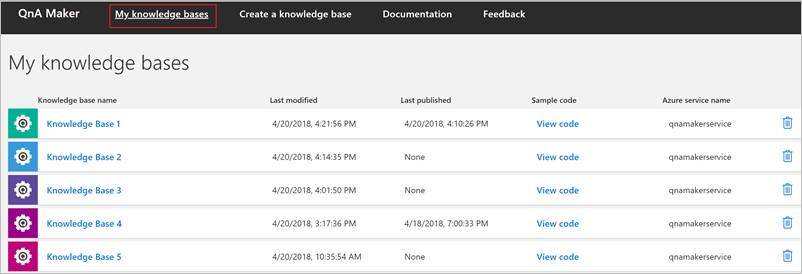 QnA Maker My knowledge bases Create a knowledge base Documentation Feedback
My knowledge bases
Knowledge base name Last modified Last published Sample code Azure service name
Knowledge Base 1 4/20/2018, 4:21:56 PM 4/20/2018, 4:10:26 PM View code qnamakerservice
Knowledge Base 2 4/20/2018, 4:14:35 PM None View code qnamakerservice
Knowledge Base 3 4/20/2018, 4:01:50 PM None View code qnamakerservice
Knowledge Base 4 4/20/2018, 3:17:36 PM 4/18/2018, 7:00:33 PM View code qnamakerservice
Knowledge Base 5 4/20/2018, 10:35:54 AM None View code qnamakerservice